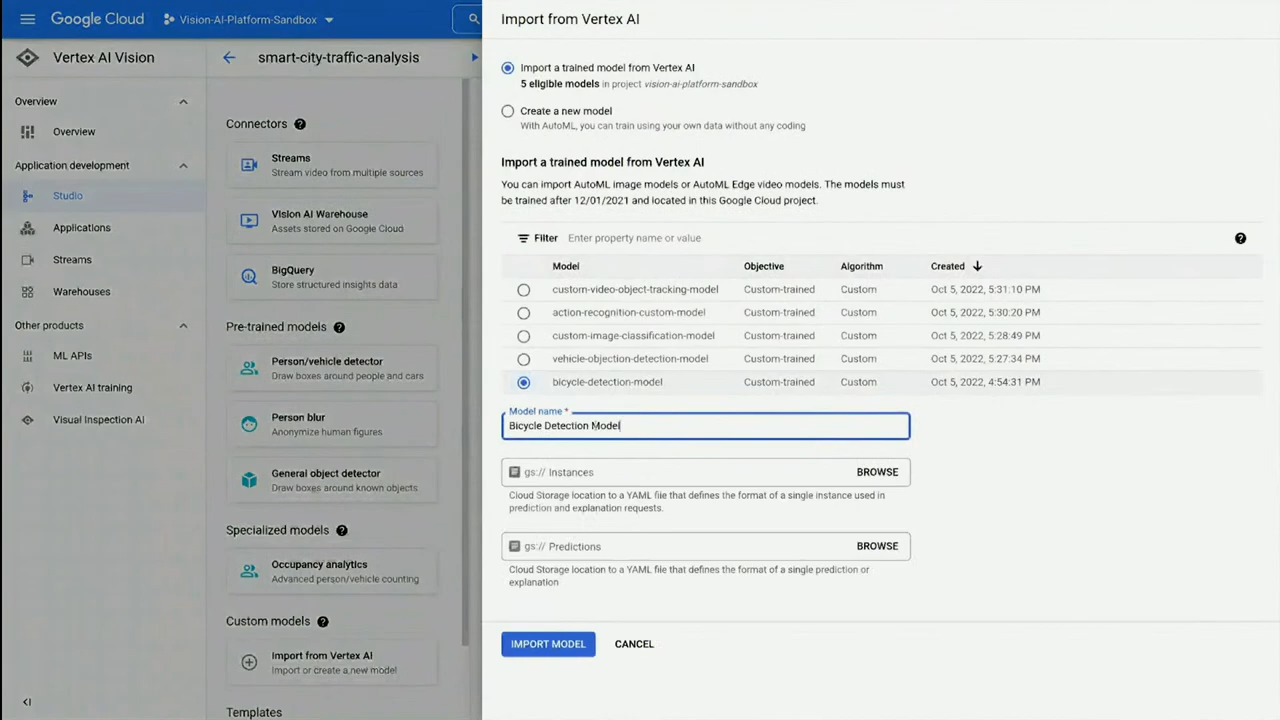 Google Cloud
Vision-AI-Platform-Sandbox
Vertex AI Vision
smart-city-traffic-analysis
Overview
Overview
Application development
Studio
Applications
Streams
Warehouses
Other products
ML APIs
Vertex AI training
Visual Inspection AI
Connectors
Streams
Stream video from multiple sources
Vision AI Warehouse
Assets stored on Google Cloud
BigQuery
Store structured insights data
Pre-trained models
Person/vehicle detector
Draw boxes around people and cars
Person blur
Anonymize human figures
General object detector
Draw boxes around known objects
Specialized models
Occupancy analytics
Advanced person/vehicle counting
Custom models
Import from Vertex AI
Import or create a new model
Templates
Import from Vertex AI
Import a trained model from Vertex AI
5 eligible models in project vision-ai-platform-sandbox
Create a new model
With AutoML, you can train using your own data without any coding
Import a trained model from Vertex AI
You can import AutoML image models or AutoML Edge video models. The models must
be trained after 12/01/2021 and located in this Google Cloud project.
Filter Enter property name or value
Model Objective Algorithm Created
custom-video-object-tracking-model Custom-trained Custom Oct 5, 2022, 5:31:10 PM
action-recognition-custom-model Custom-trained Custom Oct 5, 2022, 5:30:20 PM
custom-image-classification-model Custom-trained Custom Oct 5, 2022, 5:28:49 PM
vehicle-objection-detection-model Custom-trained Custom Oct 5, 2022, 5:27:34 PM
bicycle-detection-model Custom-trained Custom Oct 5, 2022, 4:54:31 PM
Model name *
Bicycle Detection Model
gs:// Instances BROWSE
Cloud Storage location to a YAML file that defines the format of a single instance used in
prediction and explanation requests.
gs:// Predictions BROWSE
Cloud Storage location to a YAML file that defines the format of a single prediction or
explanation
IMPORT MODEL CANCEL